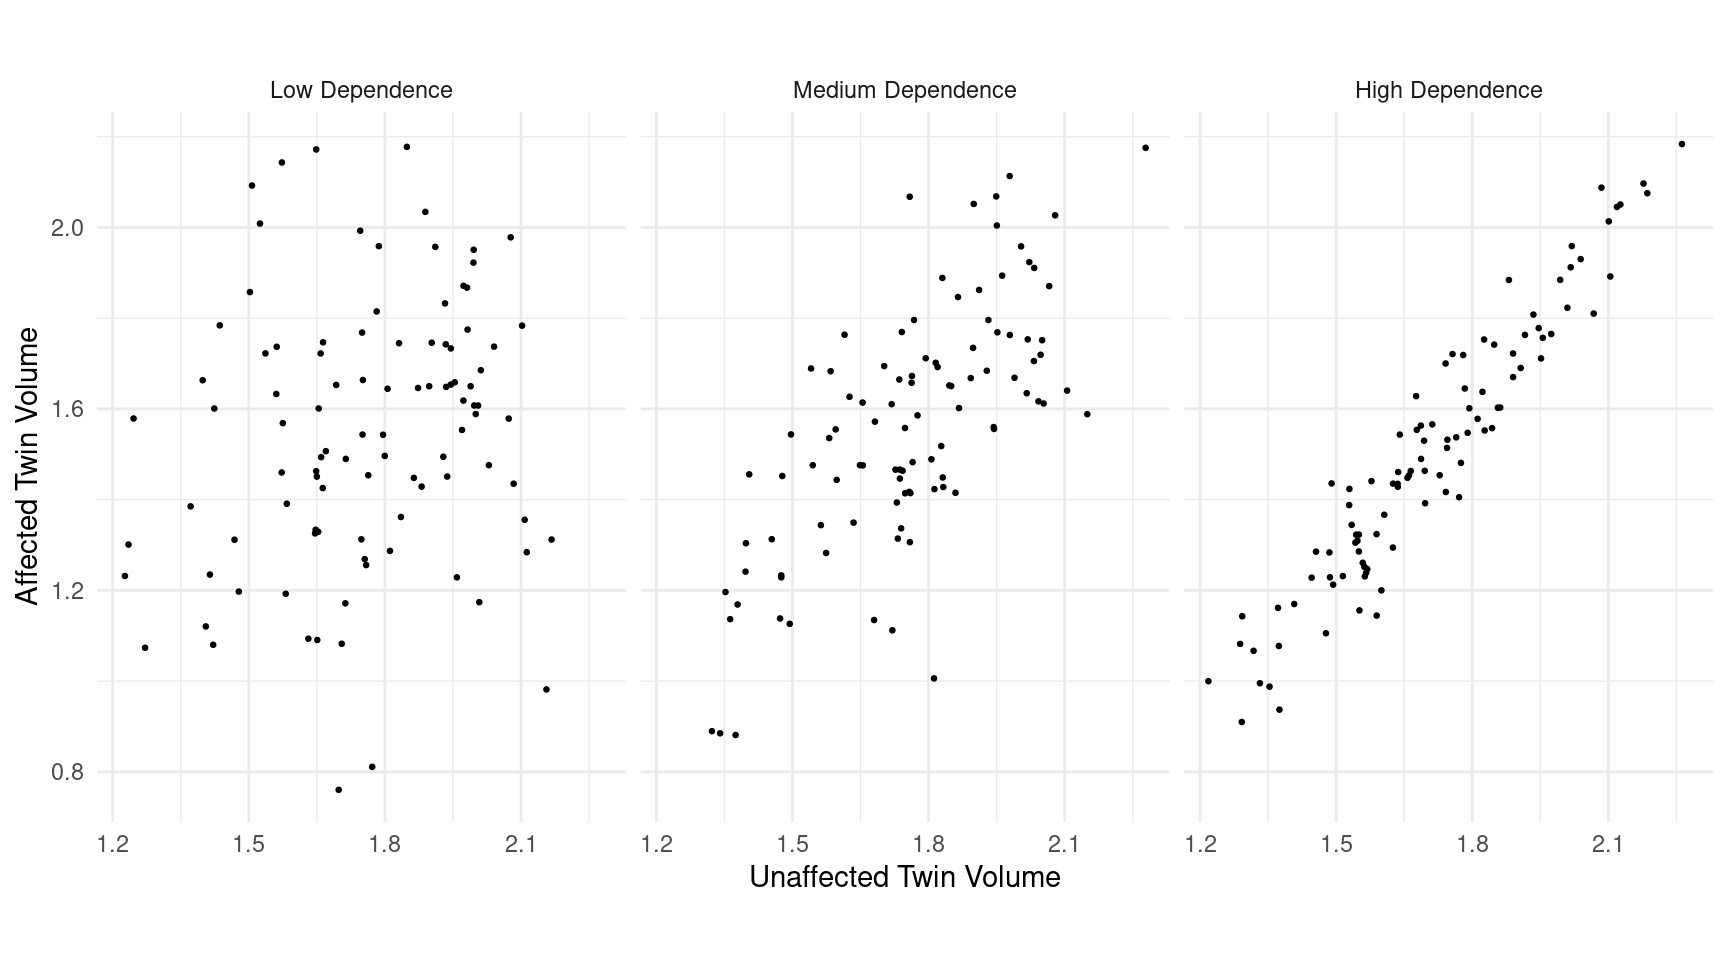 Low Dependence
Medium Dependence
High Dependence
Affected Twin Volume
2.0
1.6
1.2
0.8
1.2 1.5 1.8 2.1
1.2 1.5 1.8 2.1
1.2 1.5 1.8 2.1
Unaffected Twin Volume